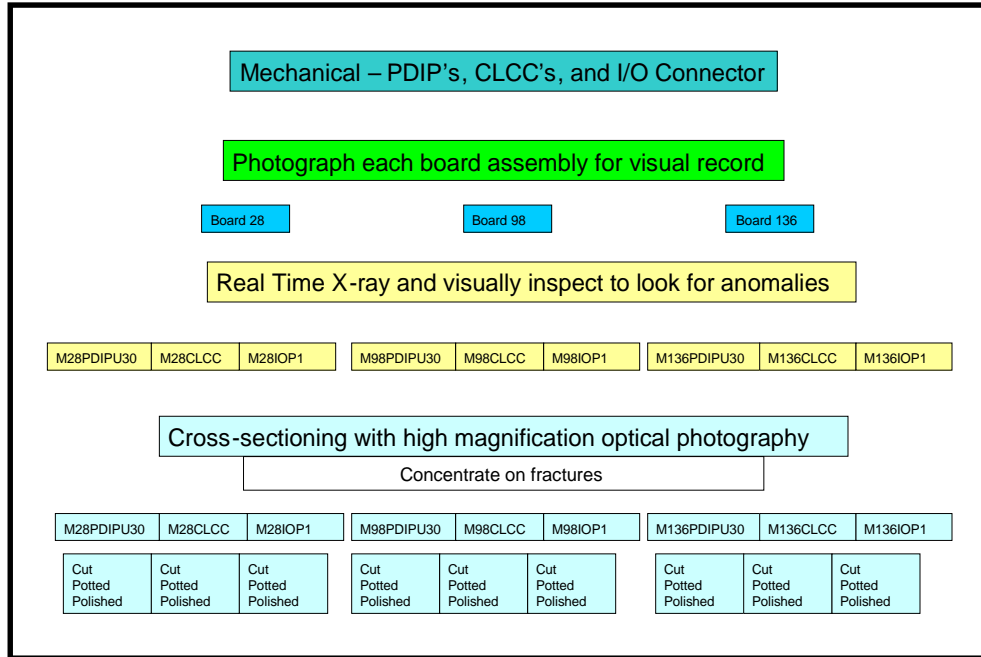 Mechanical – PDIP's, CLCC's, and I/O Connector
Photograph each board assembly for visual record
Board 28
Board 98
Board 136
Real Time X-ray and visually inspect to look for anomalies
M28PDIPU30 M28CLCC M28IOP1 M98PDIPU30 M98CLCC M98IOP1 M136PDIPU30 M136CLCC M136IOP1
Cross-sectioning with high magnification optical photography
Concentrate on fractures
M28PDIPU30 M28CLCC M28IOP1 M98PDIPU30 M98CLCC M98IOP1 M136PDIPU30 M136CLCC M136IOP1
Cut Cut Cut Cut Cut Cut Cut Cut Cut
Potted Potted Potted Potted Potted Potted Potted Potted Potted
Polished Polished Polished Polished Polished Polished Polished Polished Polished